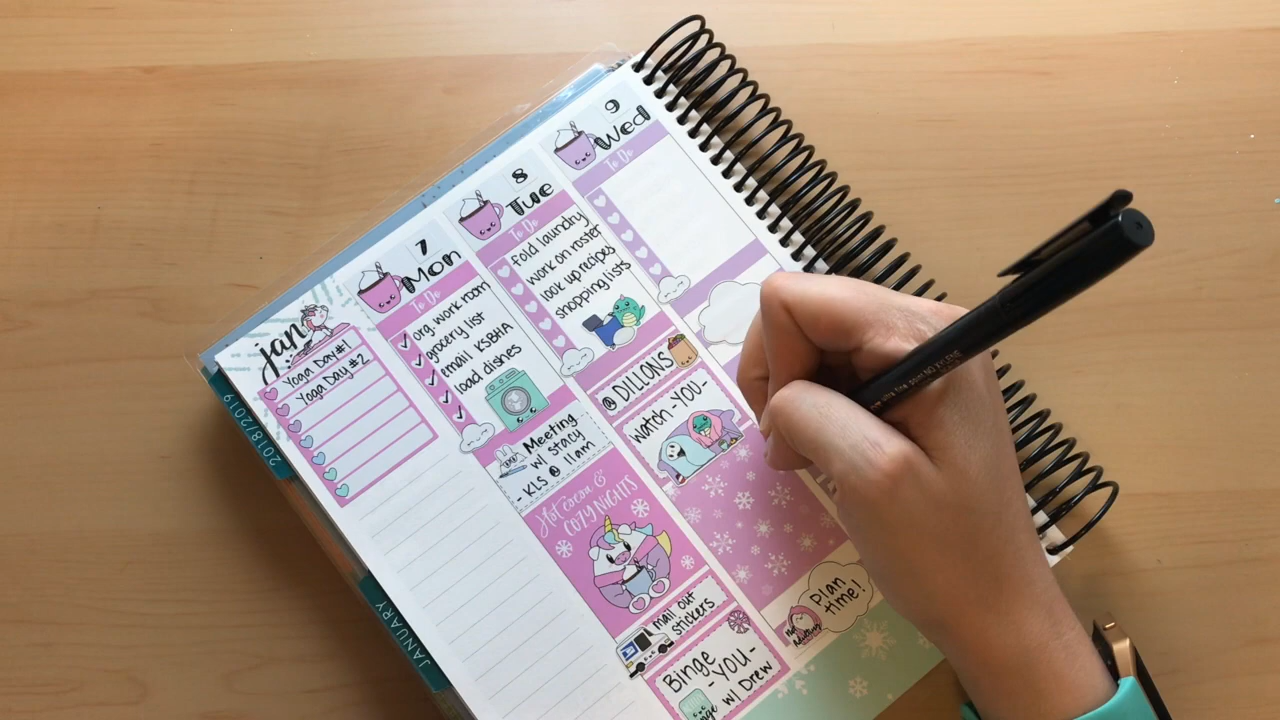 jan
Yoga Day #1
Yoga Day #2
2018/2019
JANUARY
7
Mon
To Do
org work room
grocery list
email KSBHA
load dishes
Meeting
w/ stacy
- KLS @ 11am
Hot cocoa &
COZY NIGHTS
mail out
stickers
Binge
-YOU-
w/ Drew
8
Tue
To Do
fold laundry
work on roster
look up recipes
shopping lists
@ DILLONS
Watch -YOU-
Plan
time!
Not
Adulting
9
Wed
To Do